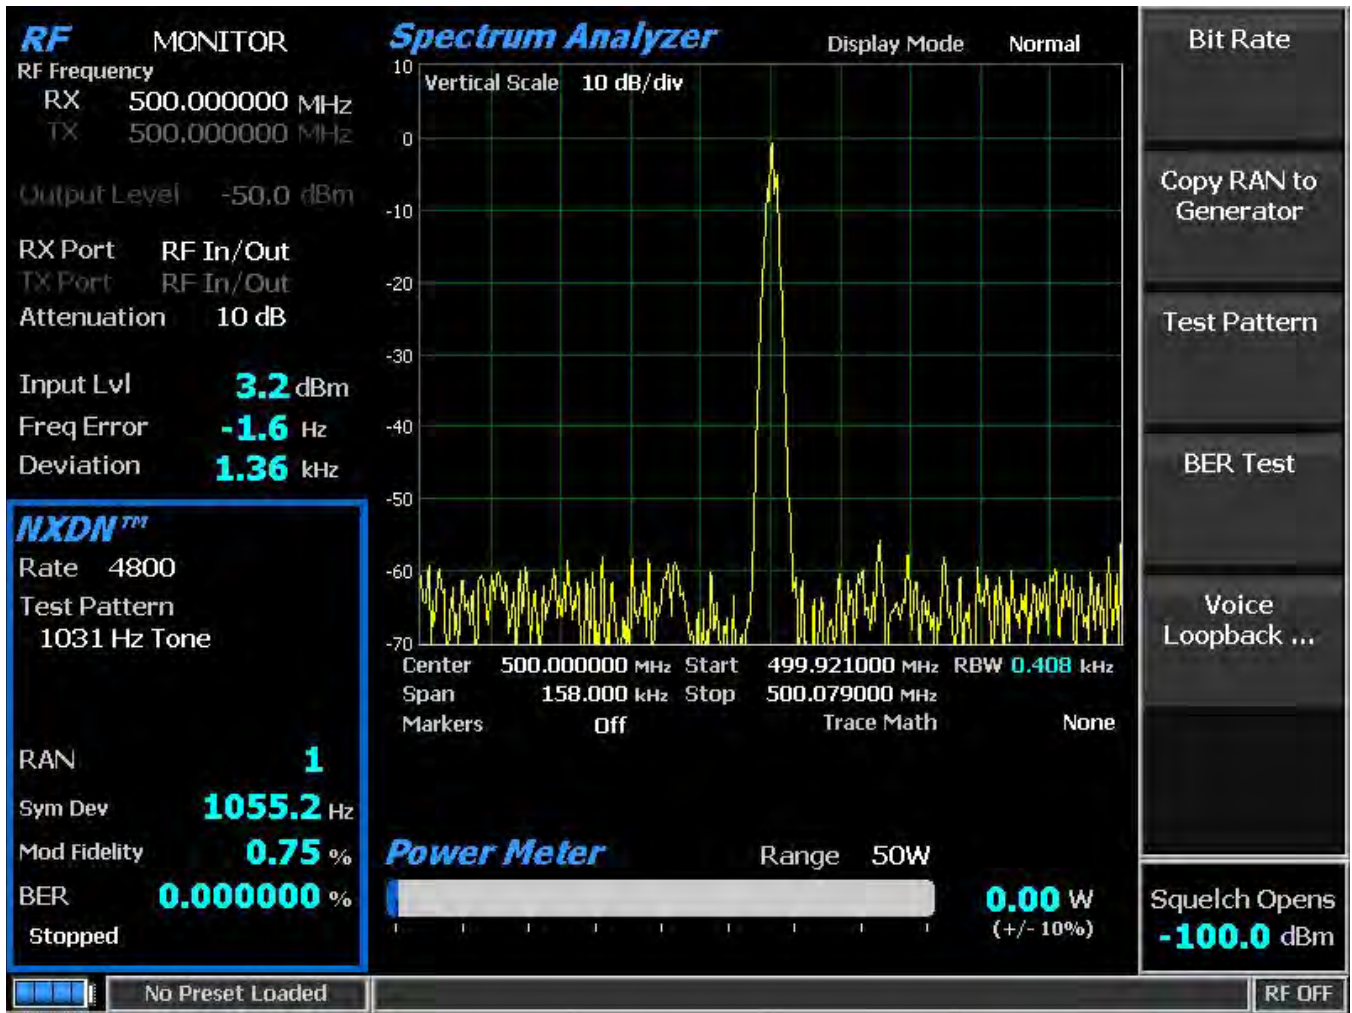 RF MONITOR
RF Frequency
RX 500.000000 MHz
TX 500.000000 MHz
Output Level -50.0 dBm
RX Port RF In/Out
TX Port RF In/Out
Attenuation 10 dB
Input Lvl 3.2 dBm
Freq Error -1.6 Hz
Deviation 1.36 kHz
NXDN™
Rate 4800
Test Pattern
1031 Hz Tone
RAN 1
Sym Dev 1055.2 Hz
Mod Fidelity 0.75 %
BER 0.000000 %
Stopped
Spectrum Analyzer Display Mode Normal
Vertical Scale 10 dB/div
10
0
-10
-20
-30
-40
-50
-60
-70
Center 500.000000 MHz Start 499.921000 MHz RBW 0.408 kHz
Span 158.000 kHz Stop 500.079000 MHz
Markers Off Trace Math None
Power Meter Range 50W
0.00 W
(+/- 10%)
Bit Rate
Copy RAN to
Generator
Test Pattern
BER Test
Voice
Loopback ...
Squelch Opens
-100.0 dBm
No Preset Loaded
RF OFF